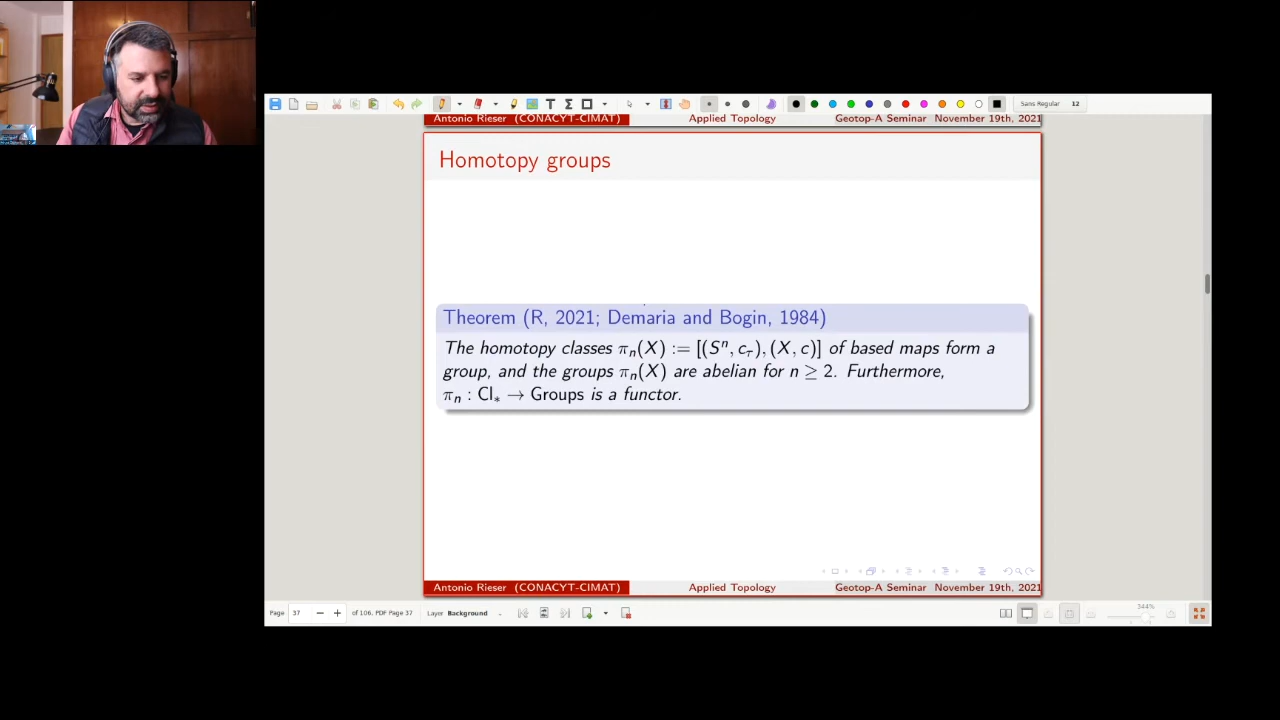 Sans Regular 12
Antonio Rieser (CONACYT-CIMAT) Applied Topology Geotop-A Seminar November 19th, 2021
Homotopy groups
Theorem (R, 2021; Demaria and Bogin, 1984)
The homotopy classes πₙ(X) := [(Sⁿ, c_τ), (X, c)] of based maps form a
group, and the groups πₙ(X) are abelian for n ≥ 2. Furthermore,
πₙ : Cl∗ → Groups is a functor.
Antonio Rieser (CONACYT-CIMAT) Applied Topology Geotop-A Seminar November 19th, 2021
Page 37 of 106, PDF Page 37 Layer Background 344%